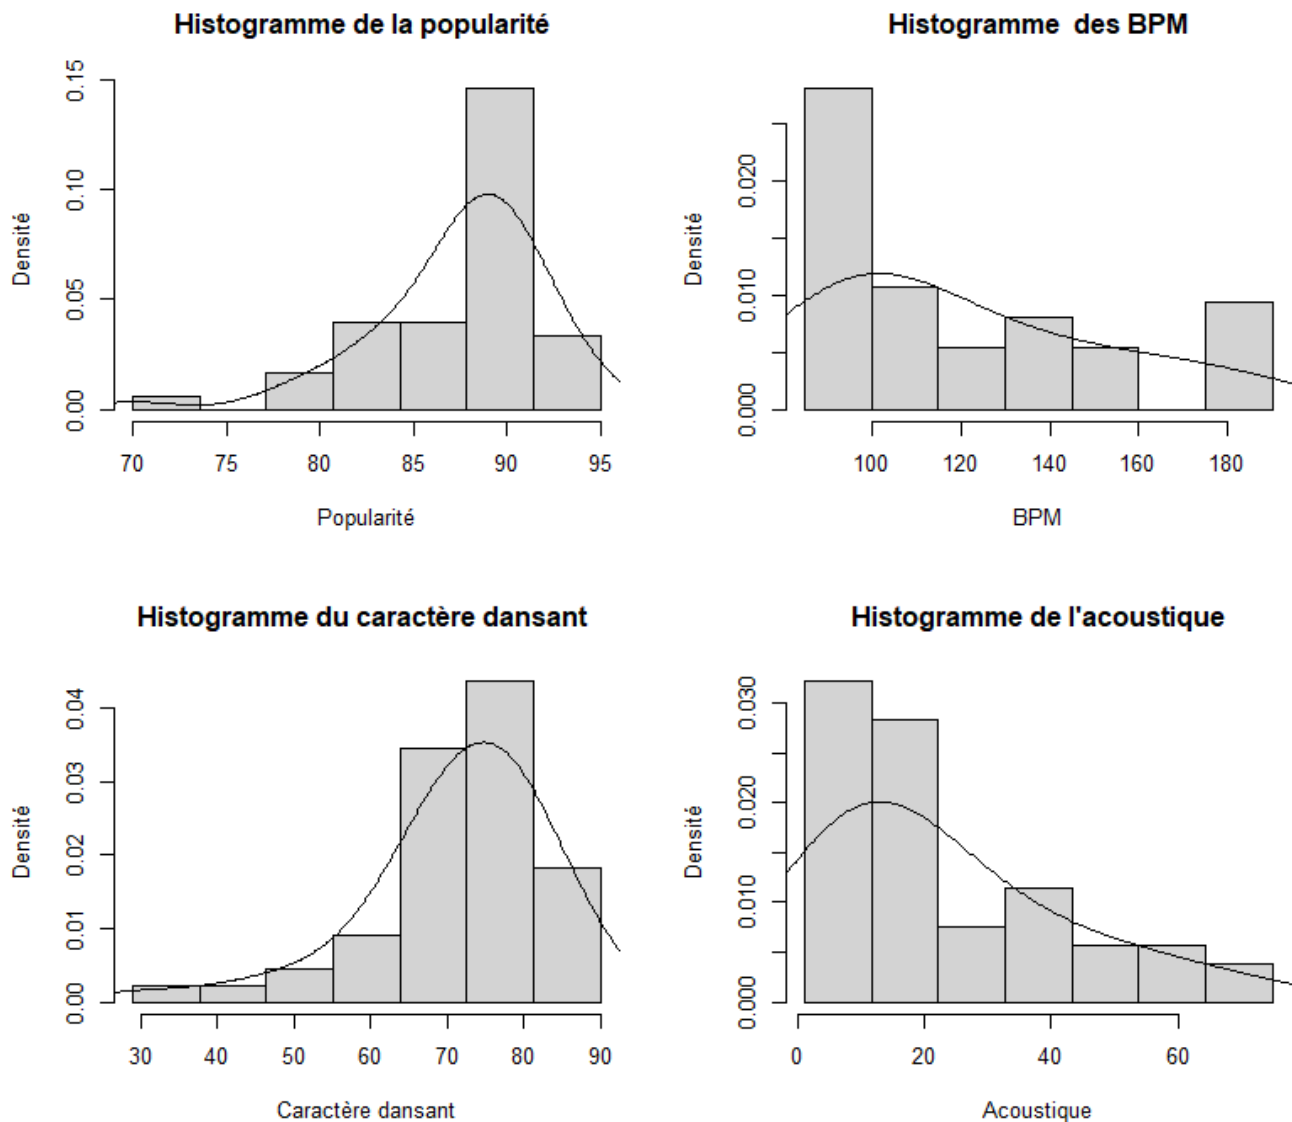 Histogramme de la popularité
Densité
0.00 0.05 0.10 0.15
70 75 80 85 90 95
Popularité
Histogramme  des BPM
Densité
0.000 0.010 0.020
100 120 140 160 180
BPM
Histogramme du caractère dansant
Densité
0.00 0.01 0.02 0.03 0.04
30 40 50 60 70 80 90
Caractère dansant
Histogramme de l'acoustique
Densité
0.000 0.010 0.020 0.030
0 20 40 60
Acoustique